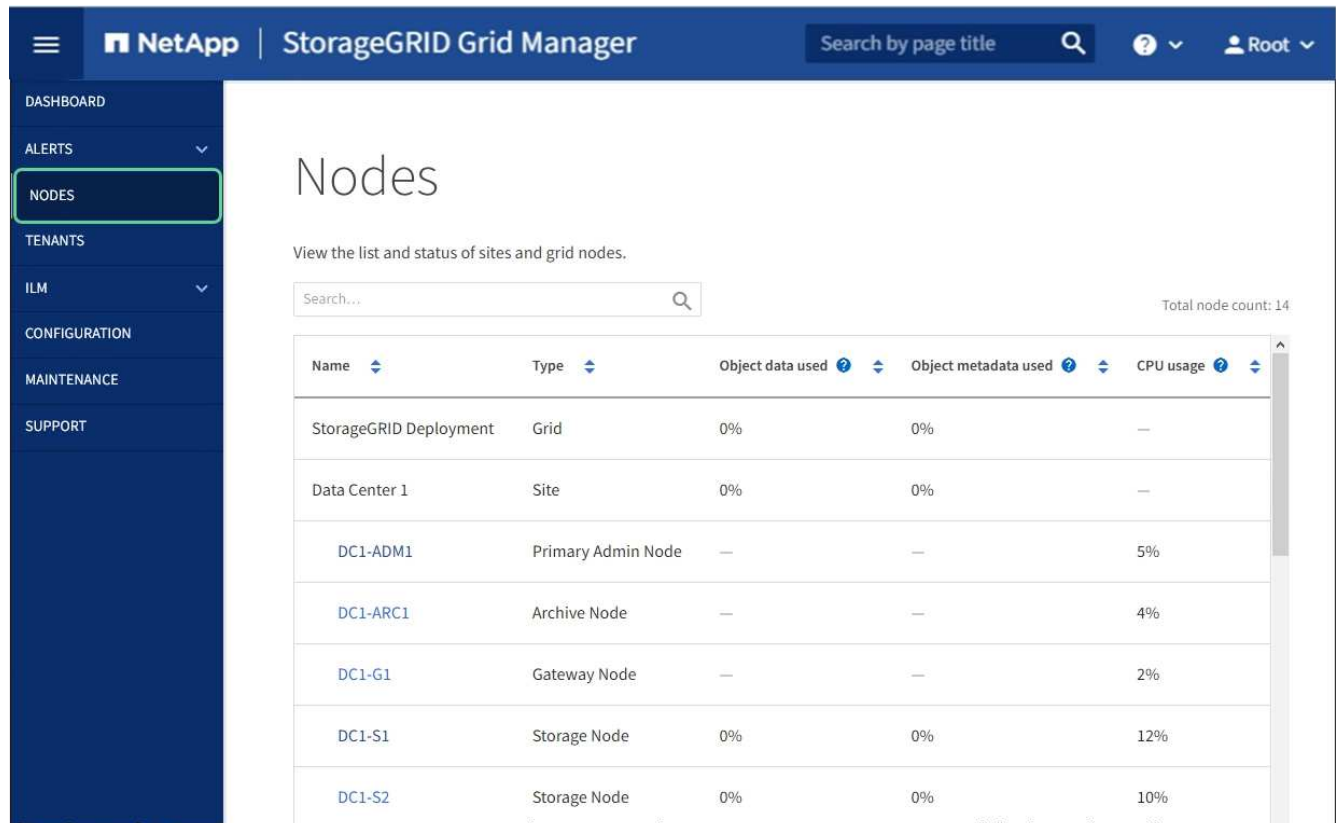 NetApp | StorageGRID Grid Manager Search by page title ? Root
DASHBOARD
ALERTS
NODES
TENANTS
ILM
CONFIGURATION
MAINTENANCE
SUPPORT
Nodes
View the list and status of sites and grid nodes.
Search...
Total node count: 14
Name Type Object data used ? Object metadata used ? CPU usage ?
StorageGRID Deployment Grid 0% 0% —
Data Center 1 Site 0% 0% —
DC1-ADM1 Primary Admin Node — — 5%
DC1-ARC1 Archive Node — — 4%
DC1-G1 Gateway Node — — 2%
DC1-S1 Storage Node 0% 0% 12%
DC1-S2 Storage Node 0% 0% 10%